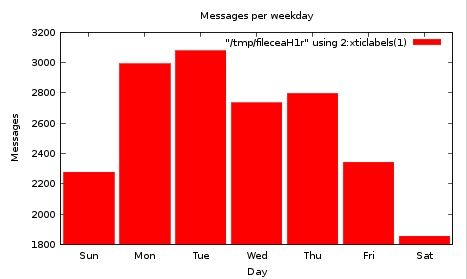 Messages per weekday
"/tmp/fileceaH1r" using 2:xticlabels(1)
3200
3000
2800
2600
2400
2200
2000
1800
Messages
Sun Mon Tue Wed Thu Fri Sat
Day